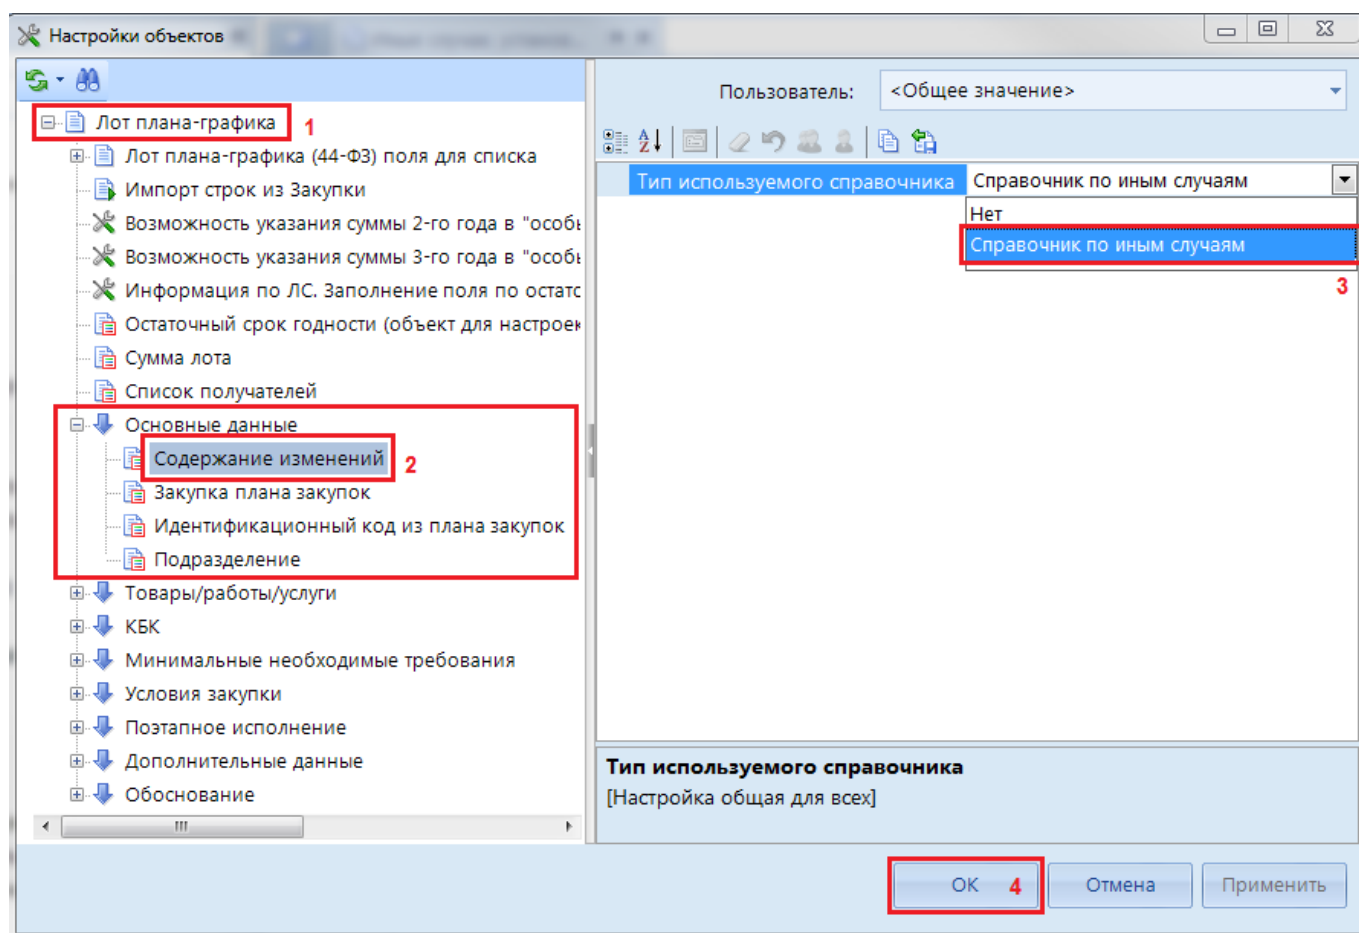 Настройки объектов
Пользователь: <Общее значение>
Лот плана-графика 1
Лот плана-графика (44-ФЗ) поля для списка
Импорт строк из Закупки
Возможность указания суммы 2-го года в "особ
Возможность указания суммы 3-го года в "особ
Информация по ЛС. Заполнение поля по остатс
Остаточный срок годности (объект для настроек
Сумма лота
Список получателей
Основные данные
Содержание изменений 2
Закупка плана закупок
Идентификационный код из плана закупок
Подразделение
Товары/работы/услуги
КБК
Минимальные необходимые требования
Условия закупки
Поэтапное исполнение
Дополнительные данные
Обоснование
Тип используемого справочника Справочник по иным случаям
Нет
Справочник по иным случаям
3
Тип используемого справочника
[Настройка общая для всех]
ОК 4 Отмена Применить